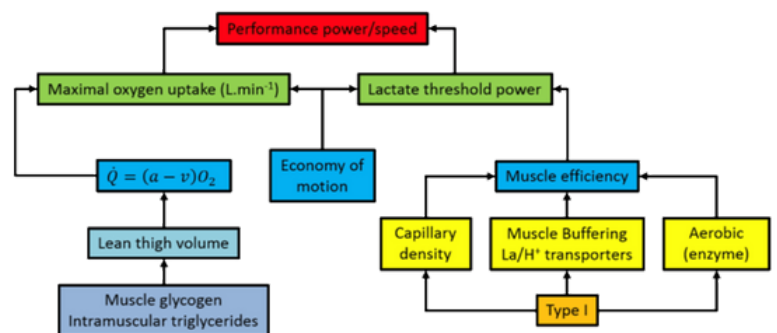 Performance power/speed
Maximal oxygen uptake (L.min⁻¹)
Lactate threshold power
Economy of
motion
Q̇ = (a − v)O₂
Muscle efficiency
Lean thigh volume
Capillary
density
Muscle Buffering
La/H⁺ transporters
Aerobic
(enzyme)
Muscle glycogen
Intramuscular triglycerides
Type I